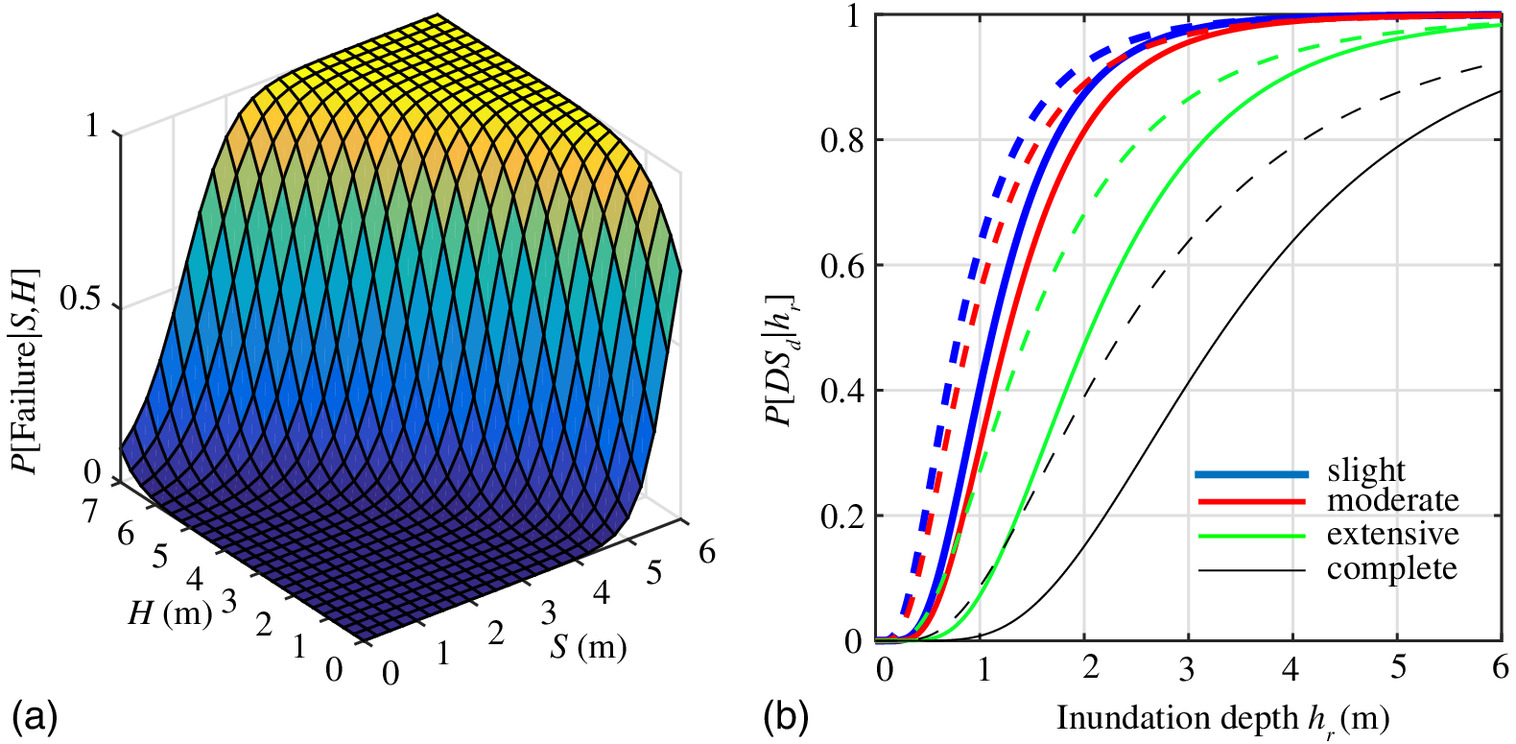 P[Failure|S,H]
1
0.5
0
7
6
5
4
3
2
1
0
H (m)
0
1
2
3
4
5
6
S (m)
(a)
P[DS_d|h_r]
1
0.8
0.6
0.4
0.2
0
0 1 2 3 4 5 6
Inundation depth h_r (m)
slight
moderate
extensive
complete
(b)